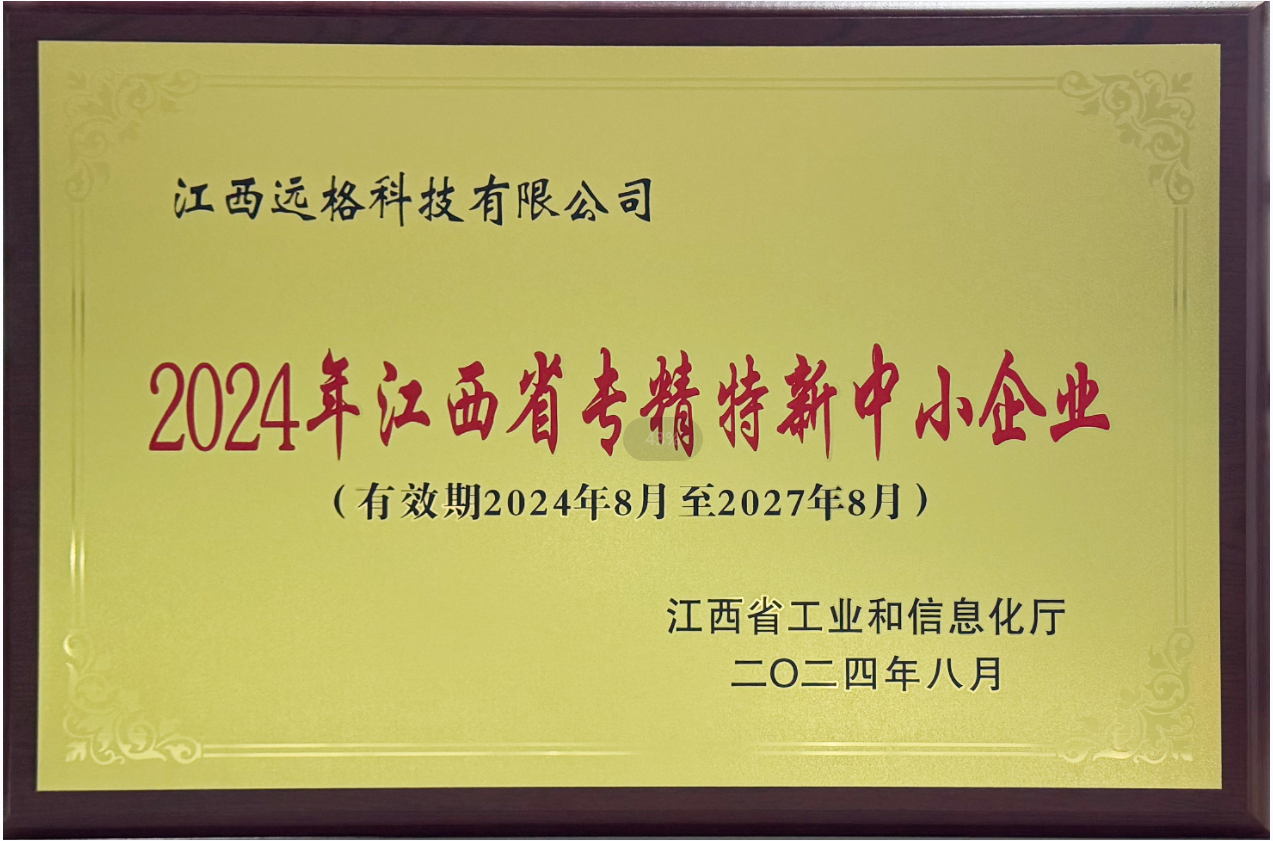 江西远格科技有限公司
2024年江西省专精特新中小企业
（有效期2024年8月至2027年8月）
江西省工业和信息化厅
二〇二四年八月